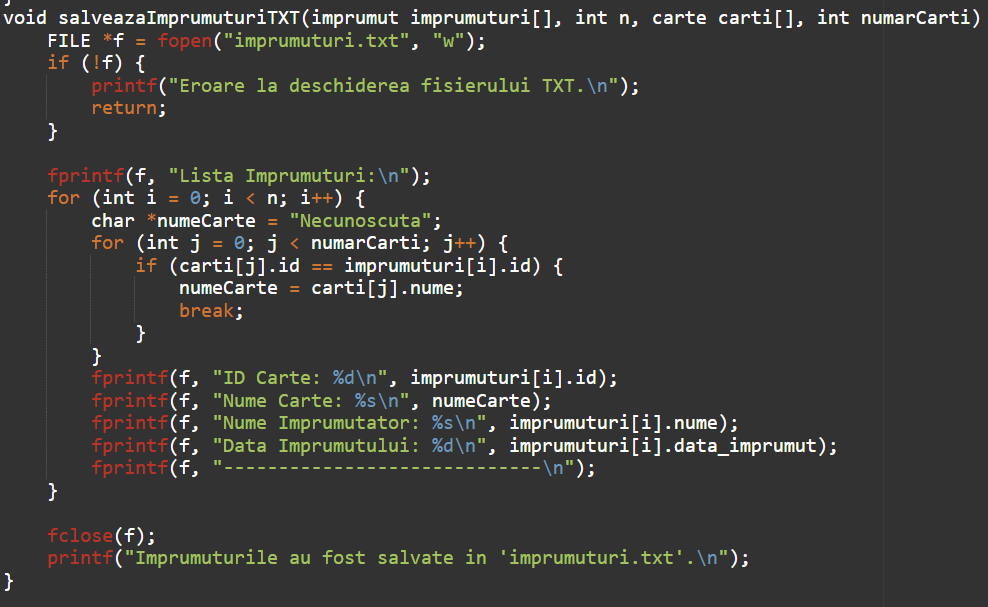 }
void salveazaImprumuturiTXT(imprumut imprumuturi[], int n, carte carti[], int numarCarti)
    FILE *f = fopen("imprumuturi.txt", "w");
    if (!f) {
        printf("Eroare la deschiderea fisierului TXT.\n");
        return;
    }

    fprintf(f, "Lista Imprumuturi:\n");
    for (int i = 0; i < n; i++) {
        char *numeCarte = "Necunoscuta";
        for (int j = 0; j < numarCarti; j++) {
            if (carti[j].id == imprumuturi[i].id) {
                numeCarte = carti[j].nume;
                break;
            }
        }
        fprintf(f, "ID Carte: %d\n", imprumuturi[i].id);
        fprintf(f, "Nume Carte: %s\n", numeCarte);
        fprintf(f, "Nume Imprumutator: %s\n", imprumuturi[i].nume);
        fprintf(f, "Data Imprumutului: %d\n", imprumuturi[i].data_imprumut);
        fprintf(f, "-----------------------------\n");
    }

    fclose(f);
    printf("Imprumuturile au fost salvate in 'imprumuturi.txt'.\n");
}